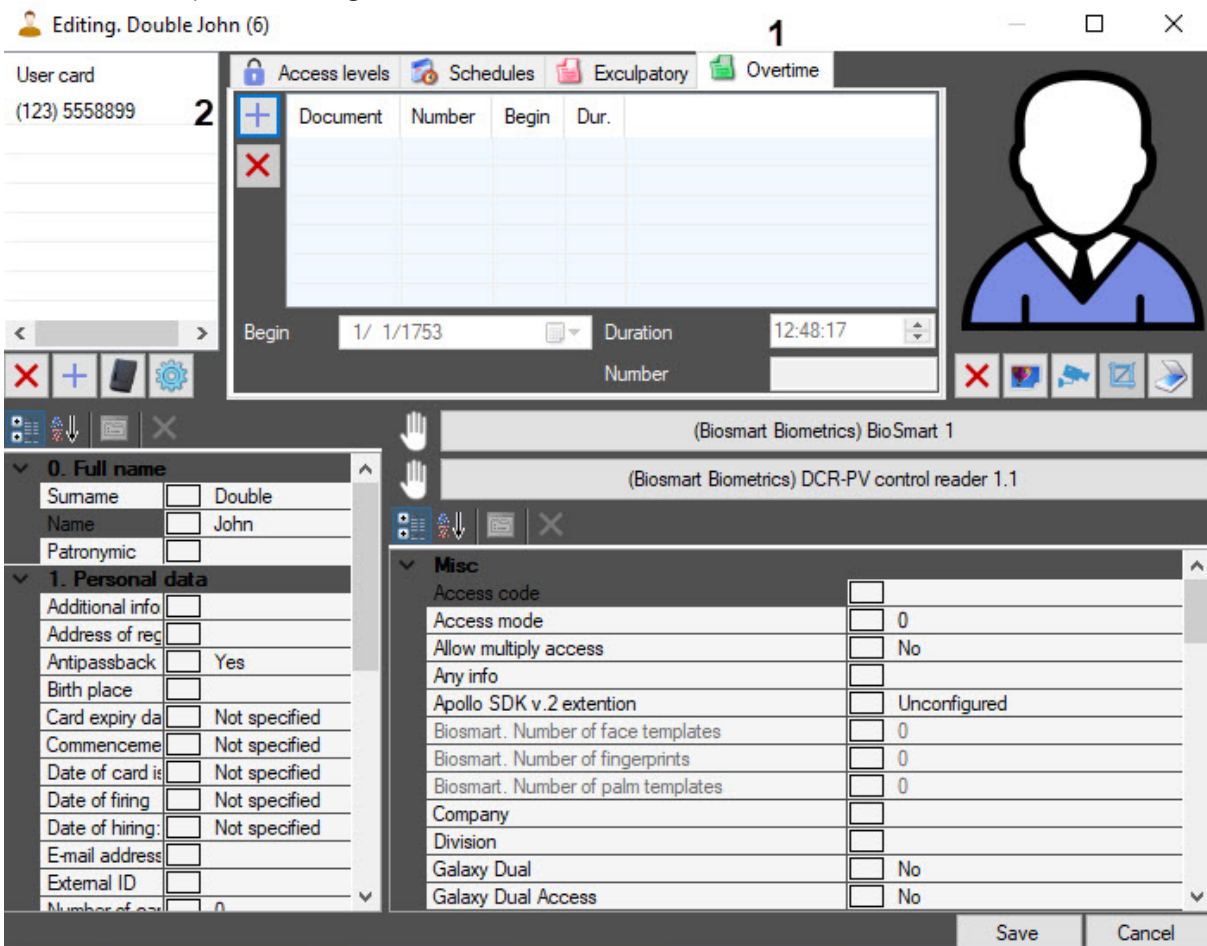 Editing. Double John (6)
1
User card
(123) 5558899
2
Access levels Schedules Exculpatory Overtime
Document Number Begin Dur.
Begin 1/ 1/1753 Duration 12:48:17
Number
(Biosmart Biometrics) BioSmart 1
(Biosmart Biometrics) DCR-PV control reader 1.1
0. Full name
Surname Double
Name John
Patronymic
1. Personal data
Additional info
Address of reg
Antipassback Yes
Birth place
Card expiry da Not specified
Commenceme Not specified
Date of card is Not specified
Date of firing Not specified
Date of hiring: Not specified
E-mail address
External ID
Number of car 0
Misc
Access code
Access mode 0
Allow multiply access No
Any info
Apollo SDK v.2 extention Unconfigured
Biosmart. Number of face templates 0
Biosmart. Number of fingerprints 0
Biosmart. Number of palm templates 0
Company
Division
Galaxy Dual No
Galaxy Dual Access No
Save Cancel